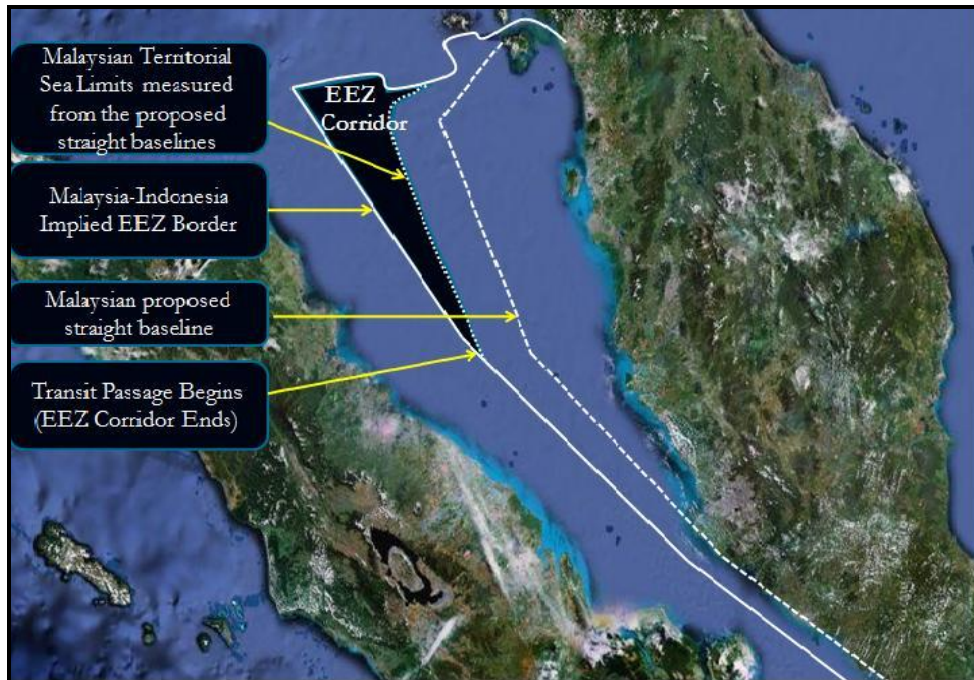 Malaysian Territorial
Sea Limits measured
from the proposed
straight baselines
EEZ
Corridor
Malaysia-Indonesia
Implied EEZ Border
Malaysian proposed
straight baseline
Transit Passage Begins
(EEZ Corridor Ends)